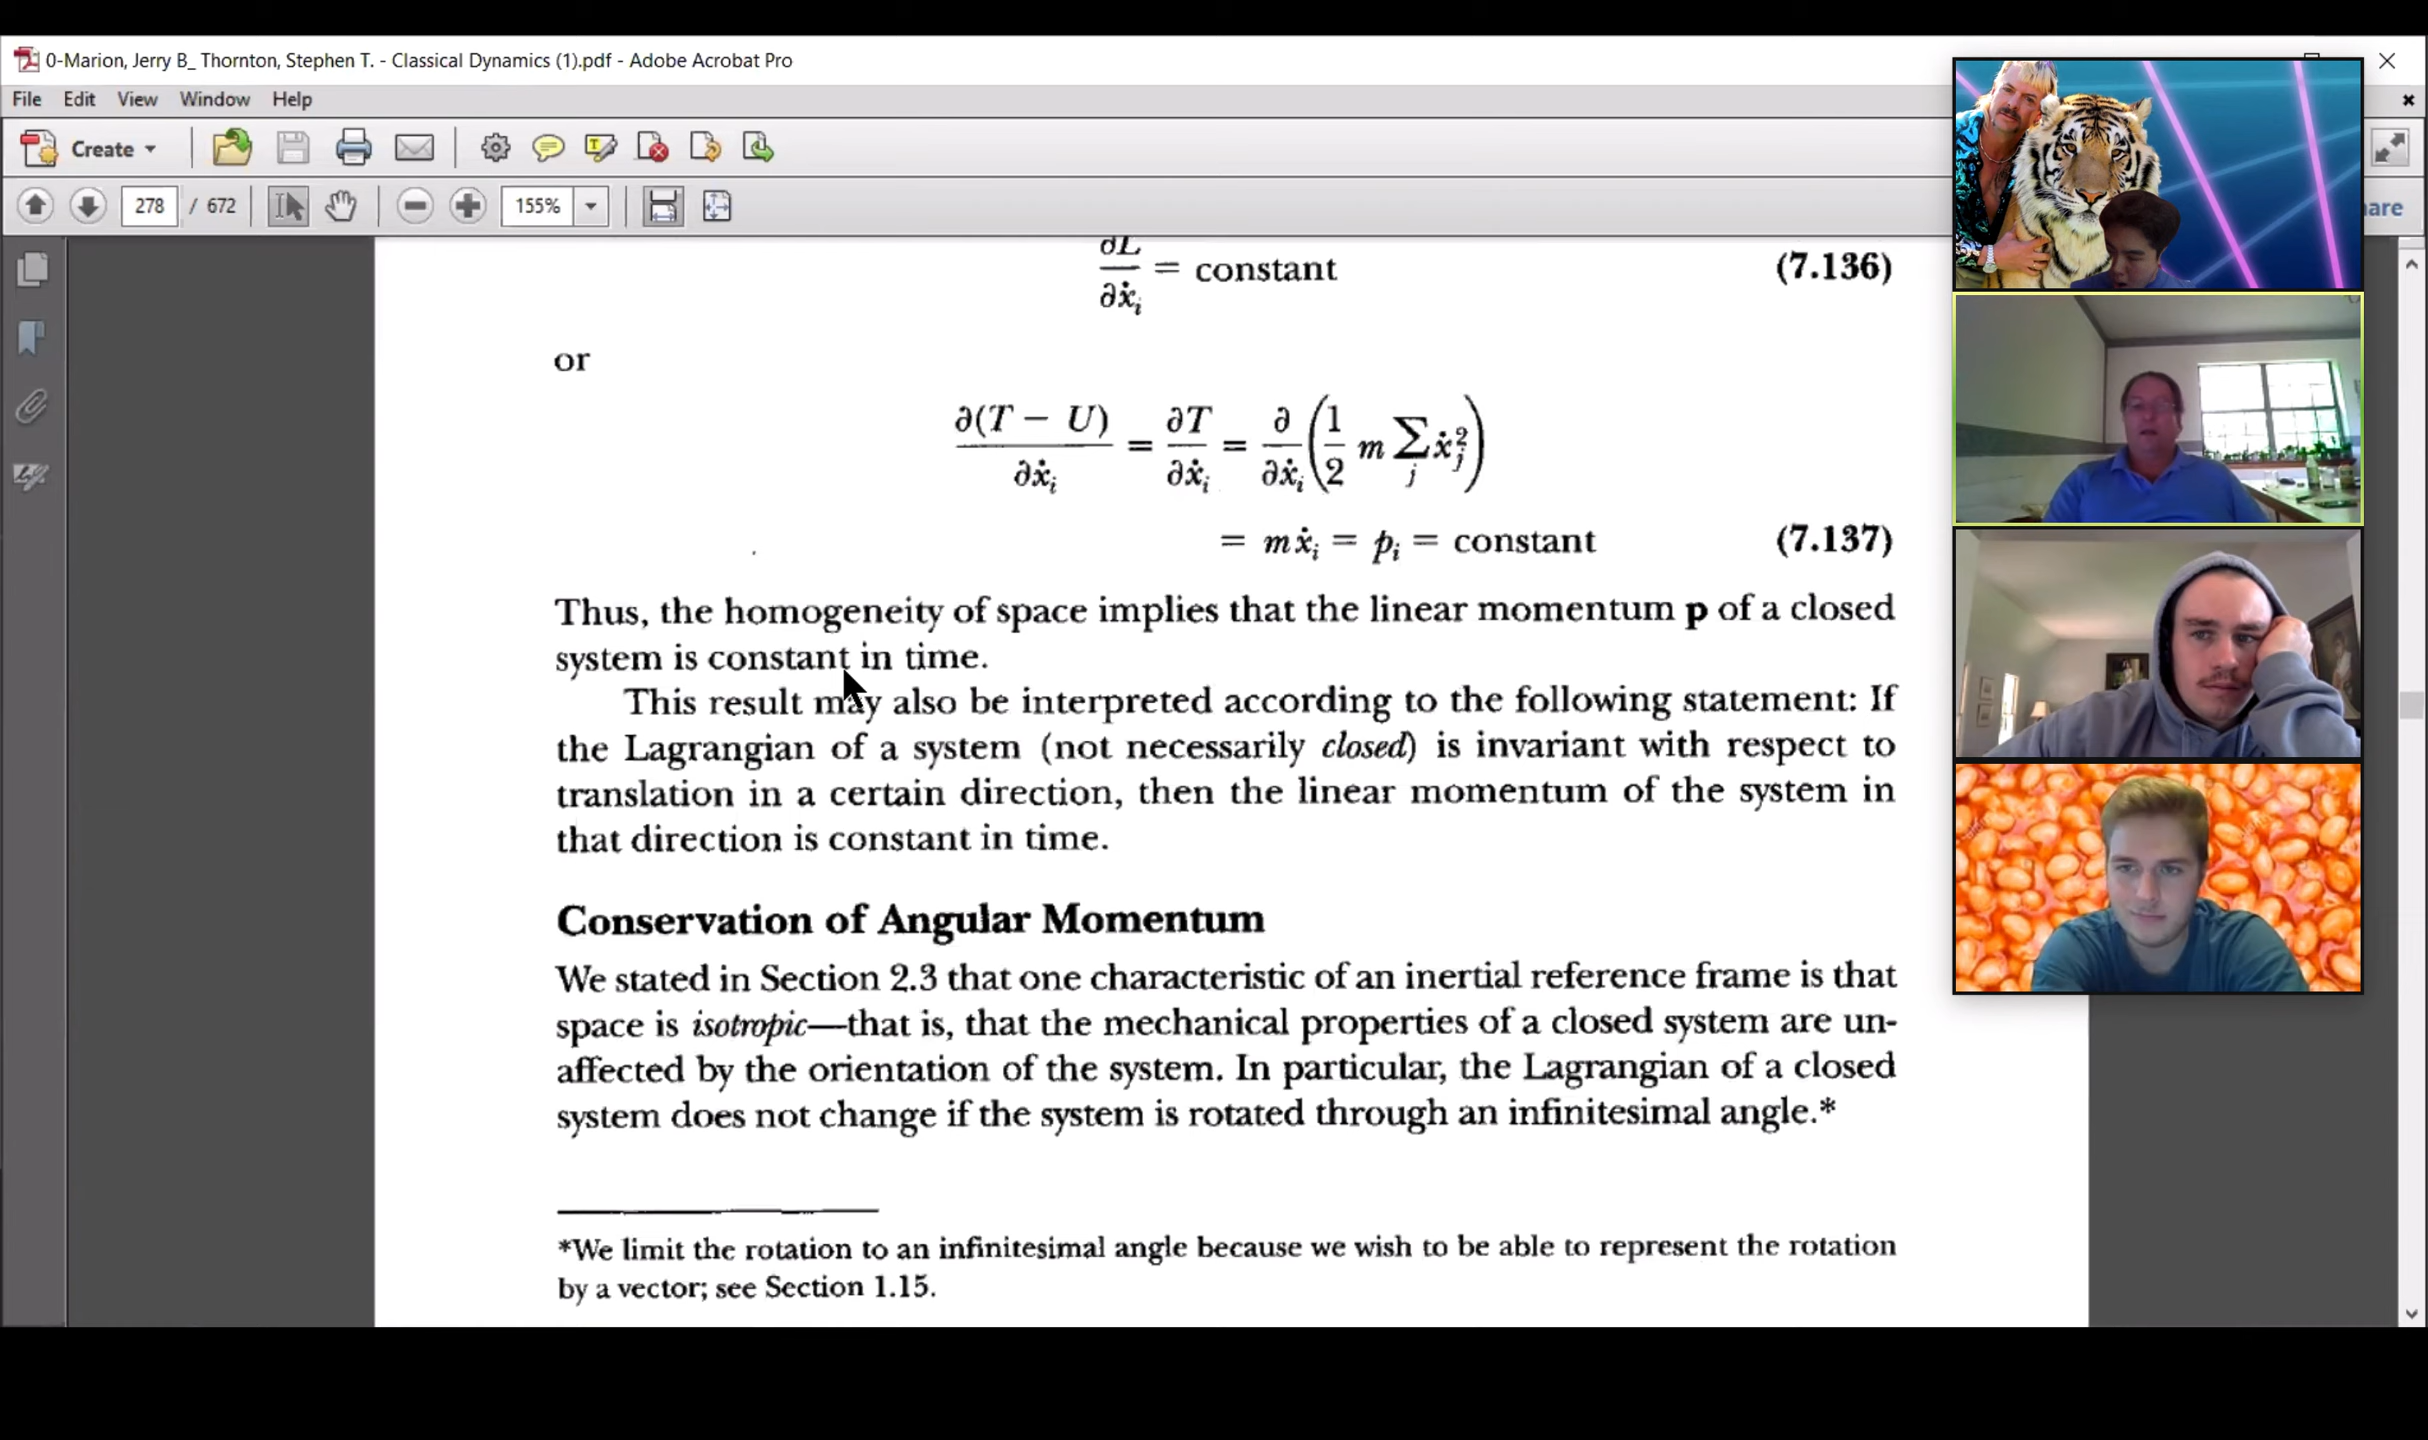 0-Marion, Jerry B_ Thornton, Stephen T. - Classical Dynamics (1).pdf - Adobe Acrobat Pro
File Edit View Window Help
Create
278 / 672 155%
are
∂L/∂ẋᵢ = constant (7.136)
or
∂(T − U)/∂ẋᵢ = ∂T/∂ẋᵢ = ∂/∂ẋᵢ (1/2 m ∑ⱼ ẋⱼ²)
= mẋᵢ = pᵢ = constant (7.137)
Thus, the homogeneity of space implies that the linear momentum p of a closed
system is constant in time.
This result may also be interpreted according to the following statement: If
the Lagrangian of a system (not necessarily closed) is invariant with respect to
translation in a certain direction, then the linear momentum of the system in
that direction is constant in time.
Conservation of Angular Momentum
We stated in Section 2.3 that one characteristic of an inertial reference frame is that
space is isotropic—that is, that the mechanical properties of a closed system are un-
affected by the orientation of the system. In particular, the Lagrangian of a closed
system does not change if the system is rotated through an infinitesimal angle.*
*We limit the rotation to an infinitesimal angle because we wish to be able to represent the rotation
by a vector; see Section 1.15.